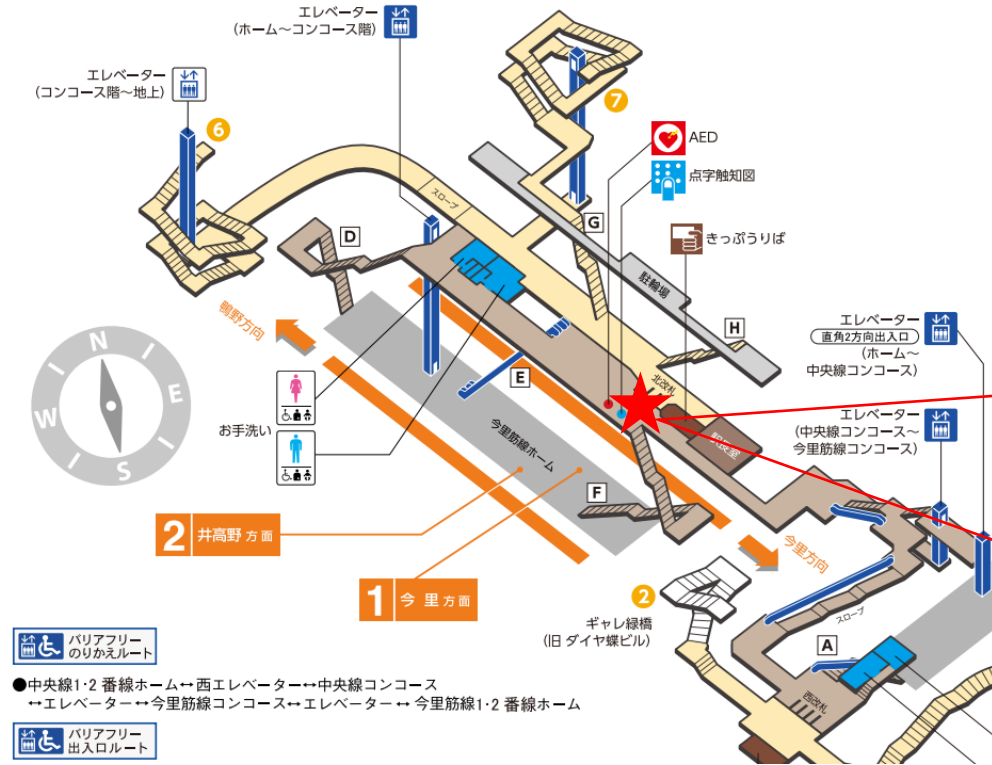 エレベーター
(ホーム〜コンコース階)
エレベーター
(コンコース階〜地上)
6
7
AED
点字触知図
きっぷうりば
スロープ
D
G
駐輪場
H
鴨野方向
N
E
S
W
E
北改札
駅長室
エレベーター
直角2方向出入口
(ホーム〜
中央線コンコース)
エレベーター
(中央線コンコース〜
今里筋線コンコース)
お手洗い
今里筋線ホーム
F
2 井高野 方面
1 今里 方面
今里方向
2
ギャレ緑橋
(旧 ダイヤ蝶ビル)
スロープ
A
西改札
バリアフリー
のりかえルート
●中央線1・2 番線ホーム↔西エレベーター↔中央線コンコース
↔エレベーター↔今里筋線コンコース↔エレベーター↔ 今里筋線1・2 番線ホーム
バリアフリー
出入口ルート